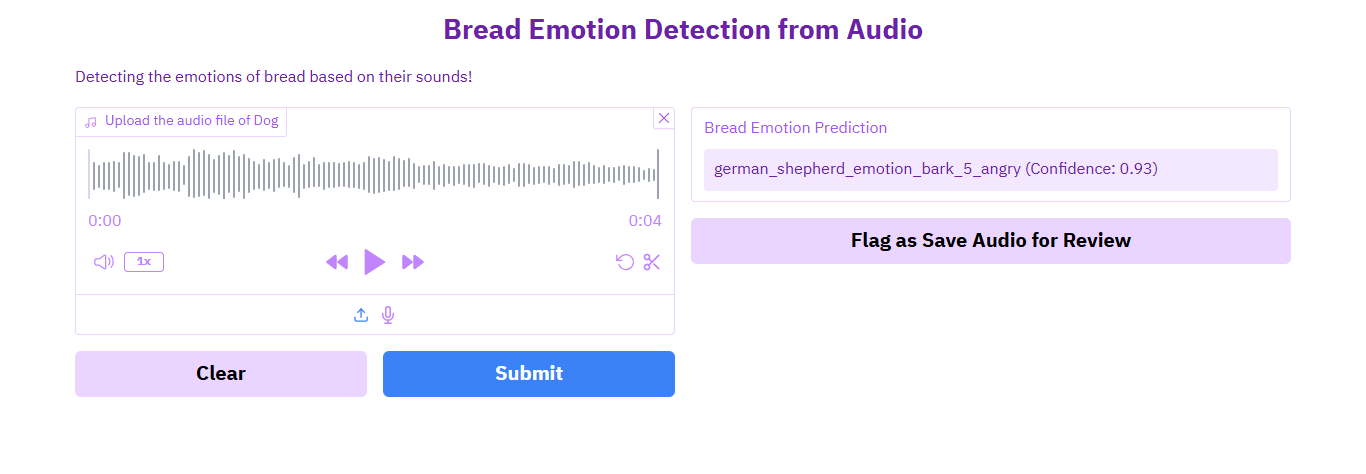 Bread Emotion Detection from Audio
Detecting the emotions of bread based on their sounds!
Upload the audio file of Dog
0:00
0:04
1x
Clear
Submit
Bread Emotion Prediction
german_shepherd_emotion_bark_5_angry (Confidence: 0.93)
Flag as Save Audio for Review